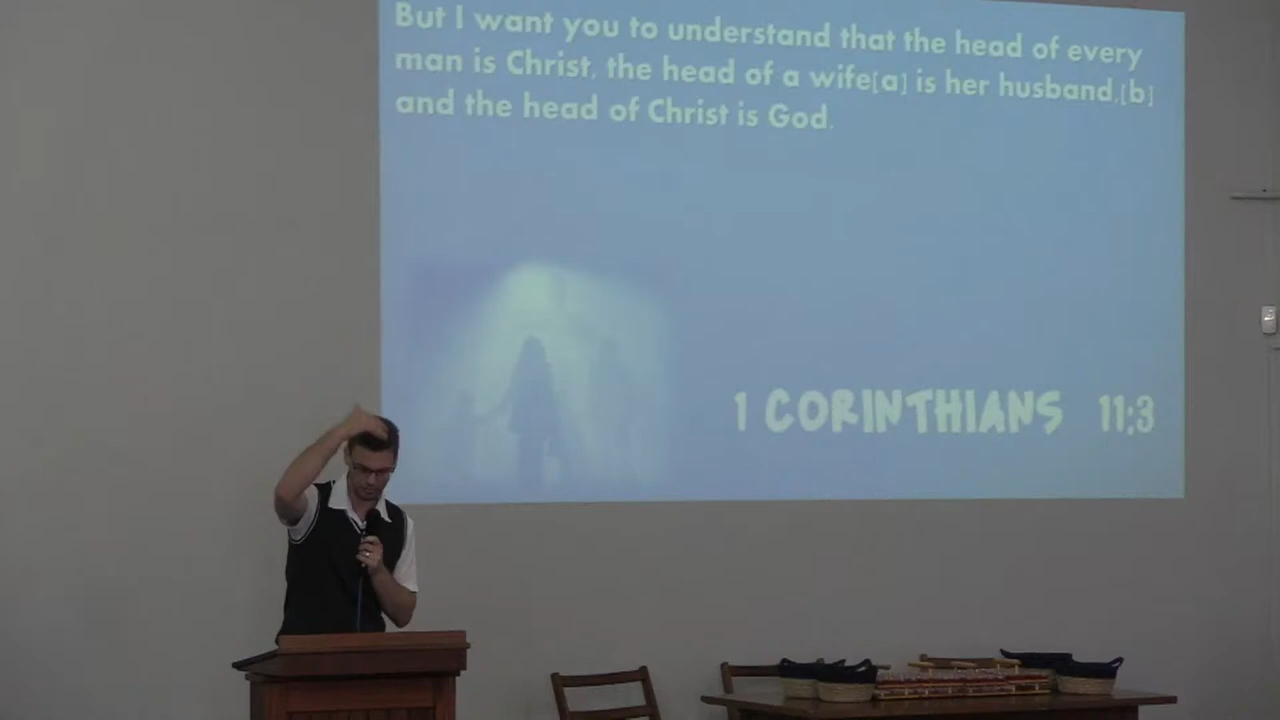 But I want you to understand that the head of every
man is Christ, the head of a wife[a] is her husband,[b]
and the head of Christ is God.
1 CORINTHIANS 11:3